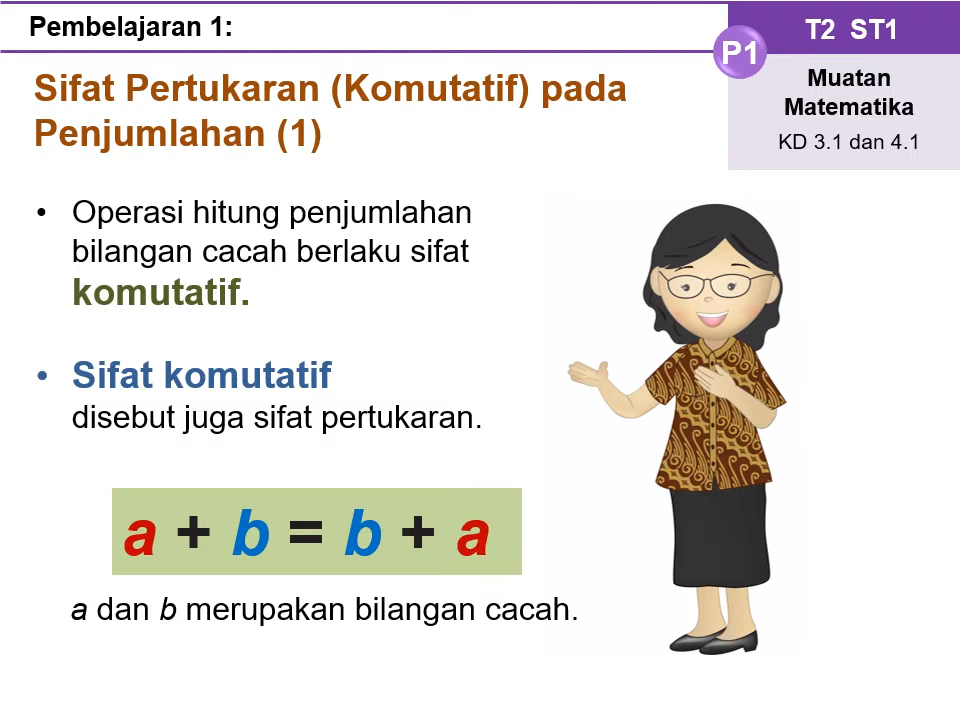 Pembelajaran 1:
T2 ST1
P1
Muatan
Matematika
KD 3.1 dan 4.1
Sifat Pertukaran (Komutatif) pada
Penjumlahan (1)
• Operasi hitung penjumlahan
bilangan cacah berlaku sifat
komutatif.
• Sifat komutatif
disebut juga sifat pertukaran.
a + b = b + a
a dan b merupakan bilangan cacah.